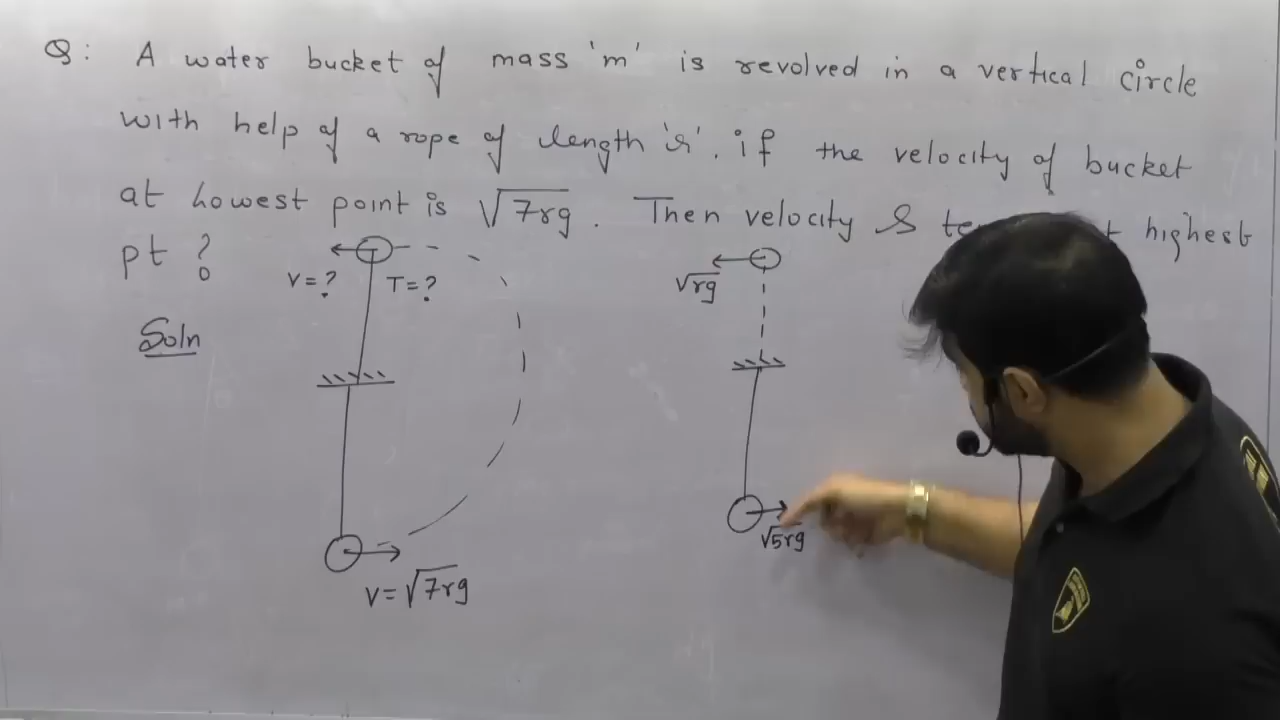 Q: A water bucket of mass 'm' is revolved in a vertical circle
with help of a rope of length 'r'. if the velocity of bucket
at lowest point is √7rg. Then velocity & highest
pt ?
V=? T=?
√rg
Soln
√5rg
V=√7rg